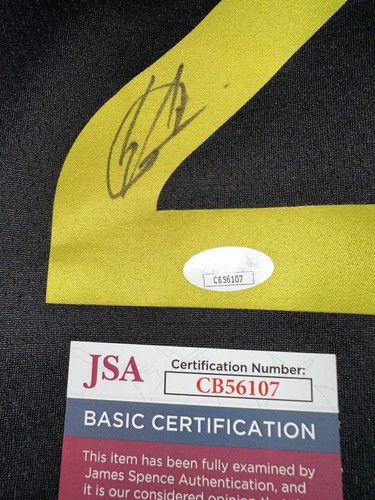 2
CB56107
JSA
Certification Number:
CB56107
BASIC CERTIFICATION
This item has been fully examined by
James Spence Authentication, and
it is our considered opinion that